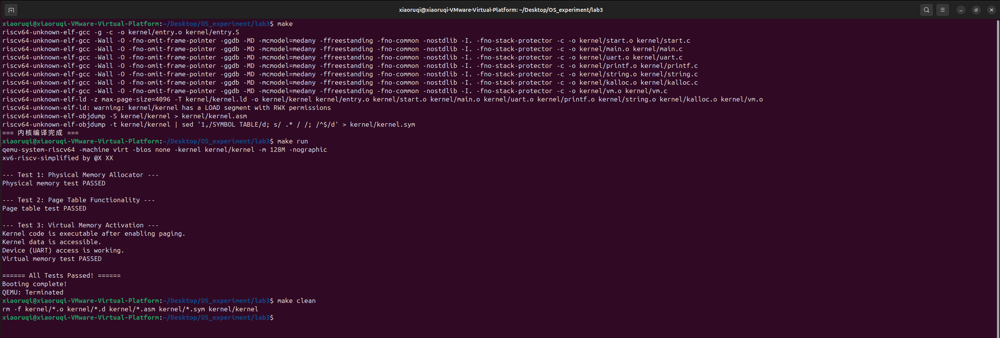 xiaoruqi@xiaoruqi-VMware-Virtual-Platform: ~/Desktop/OS_experiment/lab3
xiaoruqi@xiaoruqi-VMware-Virtual-Platform:~/Desktop/OS_experiment/lab3$ make
riscv64-unknown-elf-gcc -g -c -o kernel/entry.o kernel/entry.S
riscv64-unknown-elf-gcc -Wall -O -fno-omit-frame-pointer -ggdb -MD -mcmodel=medany -ffreestanding -fno-common -nostdlib -I. -fno-stack-protector -c -o kernel/start.o kernel/start.c
riscv64-unknown-elf-gcc -Wall -O -fno-omit-frame-pointer -ggdb -MD -mcmodel=medany -ffreestanding -fno-common -nostdlib -I. -fno-stack-protector -c -o kernel/main.o kernel/main.c
riscv64-unknown-elf-gcc -Wall -O -fno-omit-frame-pointer -ggdb -MD -mcmodel=medany -ffreestanding -fno-common -nostdlib -I. -fno-stack-protector -c -o kernel/uart.o kernel/uart.c
riscv64-unknown-elf-gcc -Wall -O -fno-omit-frame-pointer -ggdb -MD -mcmodel=medany -ffreestanding -fno-common -nostdlib -I. -fno-stack-protector -c -o kernel/printf.o kernel/printf.c
riscv64-unknown-elf-gcc -Wall -O -fno-omit-frame-pointer -ggdb -MD -mcmodel=medany -ffreestanding -fno-common -nostdlib -I. -fno-stack-protector -c -o kernel/string.o kernel/string.c
riscv64-unknown-elf-gcc -Wall -O -fno-omit-frame-pointer -ggdb -MD -mcmodel=medany -ffreestanding -fno-common -nostdlib -I. -fno-stack-protector -c -o kernel/kalloc.o kernel/kalloc.c
riscv64-unknown-elf-gcc -Wall -O -fno-omit-frame-pointer -ggdb -MD -mcmodel=medany -ffreestanding -fno-common -nostdlib -I. -fno-stack-protector -c -o kernel/vm.o kernel/vm.c
riscv64-unknown-elf-ld -z max-page-size=4096 -T kernel/kernel.ld -o kernel/kernel kernel/entry.o kernel/start.o kernel/main.o kernel/uart.o kernel/printf.o kernel/string.o kernel/kalloc.o kernel/vm.o
riscv64-unknown-elf-ld: warning: kernel/kernel has a LOAD segment with RWX permissions
riscv64-unknown-elf-objdump -S kernel/kernel > kernel/kernel.asm
riscv64-unknown-elf-objdump -t kernel/kernel | sed '1,/SYMBOL TABLE/d; s/ .* / /; /^$/d' > kernel/kernel.sym
=== 内核编译完成 ===
xiaoruqi@xiaoruqi-VMware-Virtual-Platform:~/Desktop/OS_experiment/lab3$ make run
qemu-system-riscv64 -machine virt -bios none -kernel kernel/kernel -m 128M -nographic
xv6-riscv-simplified by @X XX
--- Test 1: Physical Memory Allocator ---
Physical memory test PASSED
--- Test 2: Page Table Functionality ---
Page table test PASSED
--- Test 3: Virtual Memory Activation ---
Kernel code is executable after enabling paging.
Kernel data is accessible.
Device (UART) access is working.
Virtual memory test PASSED
====== All Tests Passed! ======
Booting complete!
QEMU: Terminated
xiaoruqi@xiaoruqi-VMware-Virtual-Platform:~/Desktop/OS_experiment/lab3$ make clean
rm -f kernel/*.o kernel/*.d kernel/*.asm kernel/*.sym kernel/kernel
xiaoruqi@xiaoruqi-VMware-Virtual-Platform:~/Desktop/OS_experiment/lab3$